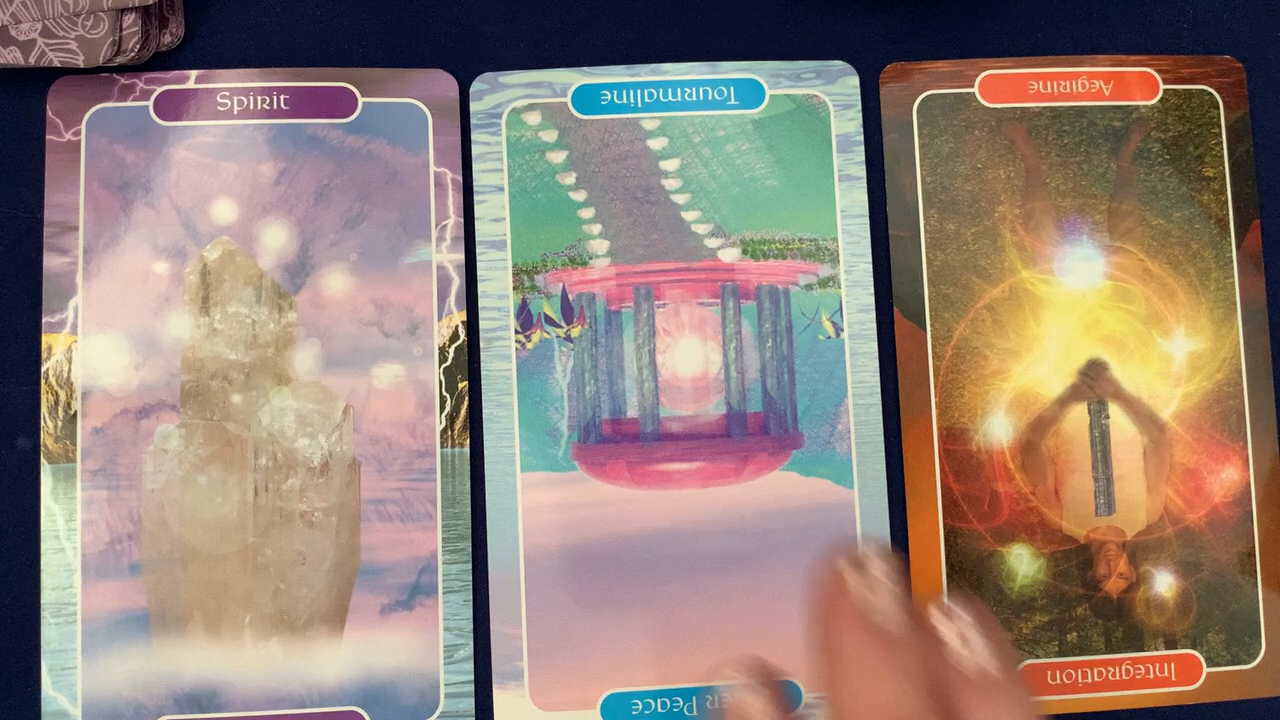 Spirit
Tourmaline
Aegirine
Peace
Integration